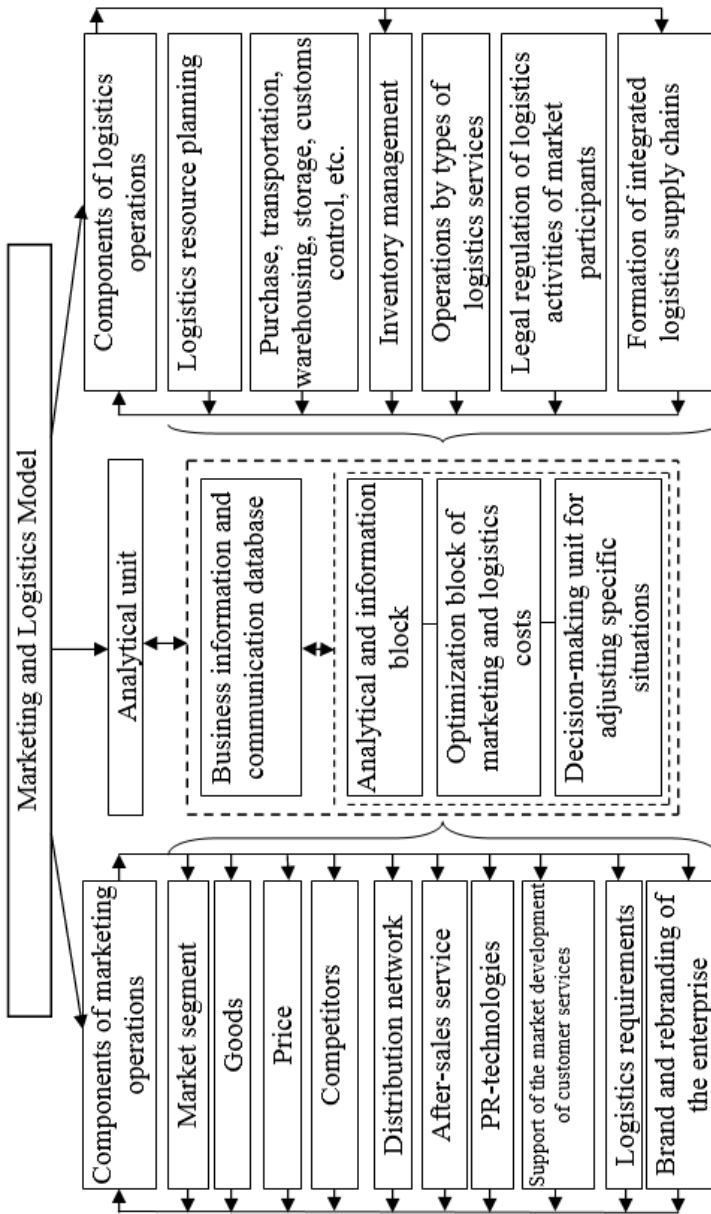 Marketing and Logistics Model
Components of marketing
operations
Market segment
Goods
Price
Competitors
Distribution network
After-sales service
PR-technologies
Support of the market development
of customer services
Logistics requirements
Brand and rebranding of
the enterprise
Analytical unit
Business information and
communication database
Analytical and information
block
Optimization block of
marketing and logistics
costs
Decision-making unit for
adjusting specific
situations
Components of logistics
operations
Logistics resource planning
Purchase, transportation,
warehousing, storage, customs
control, etc.
Inventory management
Operations by types of
logistics services
Legal regulation of logistics
activities of market
participants
Formation of integrated
logistics supply chains